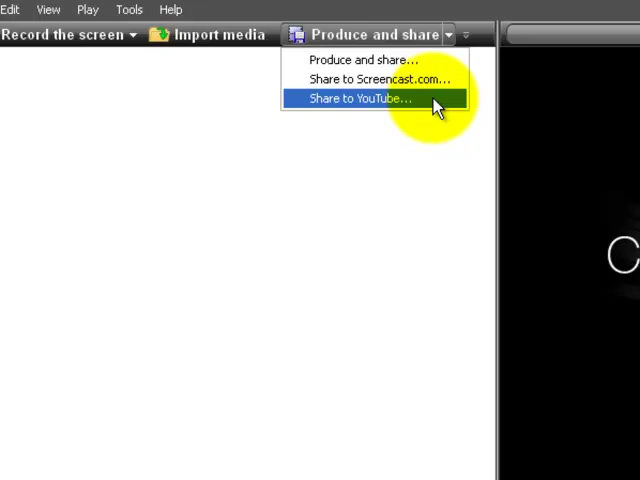 Edit View Play Tools Help
Record the screen Import media Produce and share
Produce and share...
Share to Screencast.com...
Share to YouTube...
C